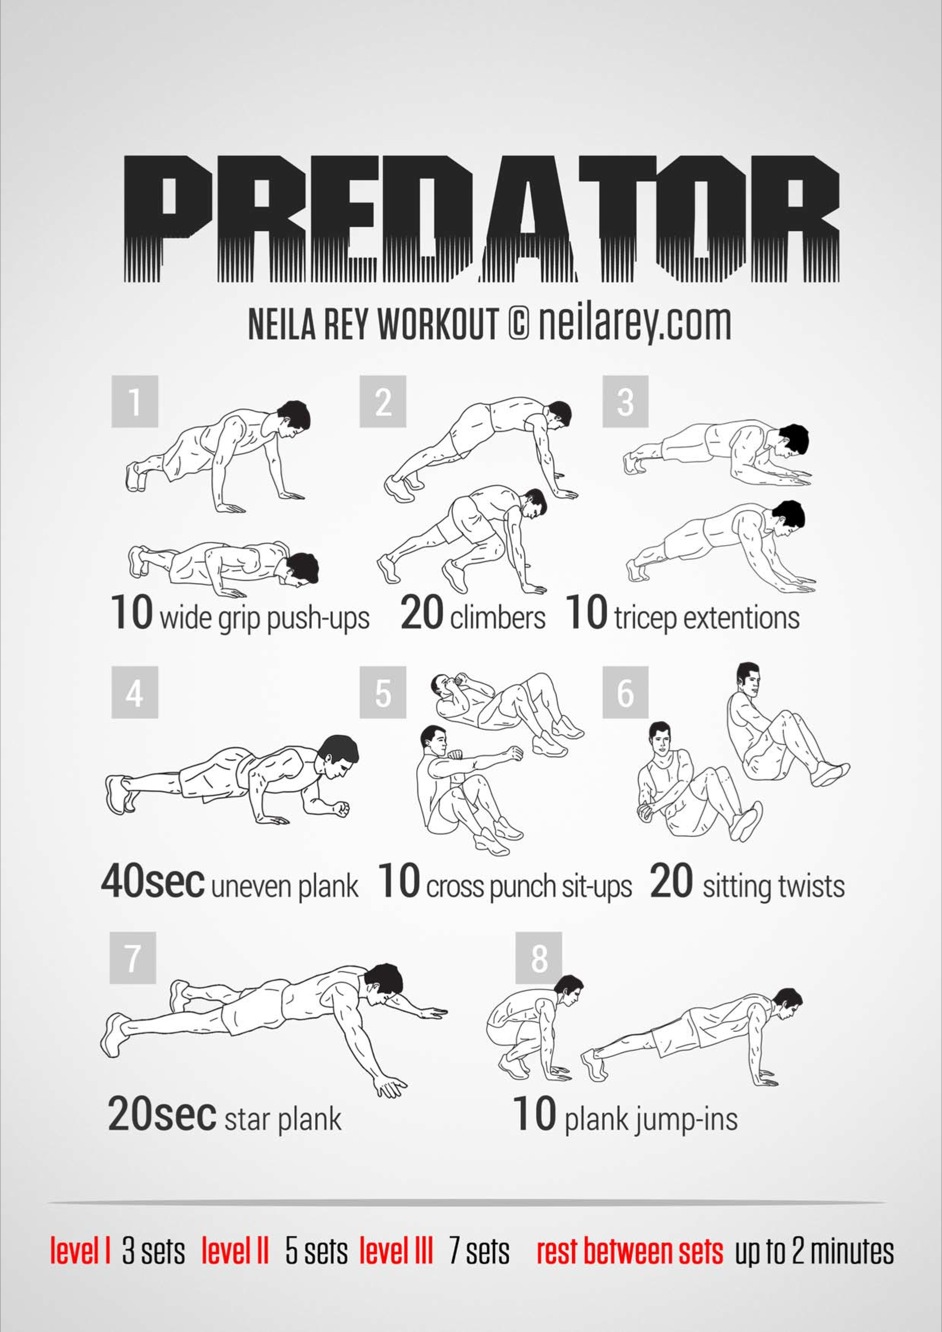 PREDATOR
NEILA REY WORKOUT © neilarey.com
1 2 3
10 wide grip push-ups 20 climbers 10 tricep extentions
4 5 6
40sec uneven plank 10 cross punch sit-ups 20 sitting twists
7 8
20sec star plank 10 plank jump-ins
level I 3 sets level II 5 sets level III 7 sets rest between sets up to 2 minutes